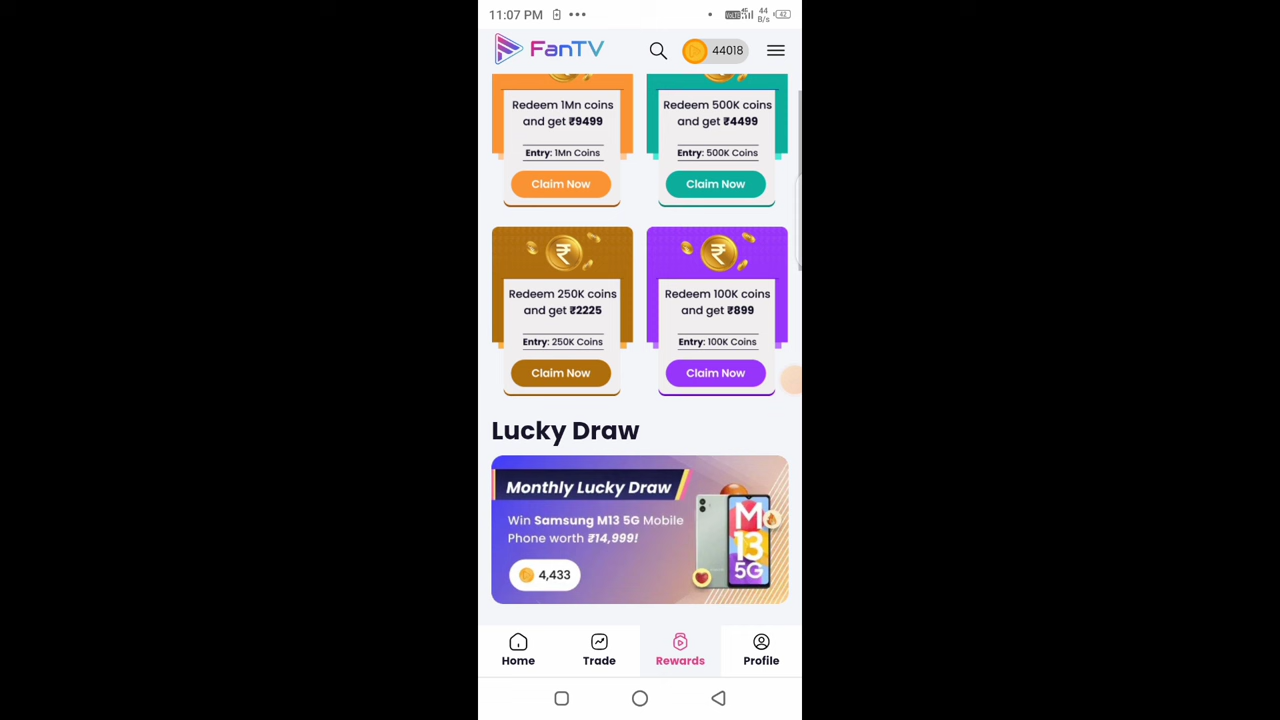 11:07 PM
44 B/s
42
FanTV
44018
Redeem 1Mn coins
and get ₹9499
Entry: 1Mn Coins
Claim Now
Redeem 500K coins
and get ₹4499
Entry: 500K Coins
Claim Now
₹
Redeem 250K coins
and get ₹2225
Entry: 250K Coins
Claim Now
₹
Redeem 100K coins
and get ₹899
Entry: 100K Coins
Claim Now
Lucky Draw
Monthly Lucky Draw
Win Samsung M13 5G Mobile
Phone worth ₹14,999!
4,433
M
13
5G
Home
Trade
Rewards
Profile